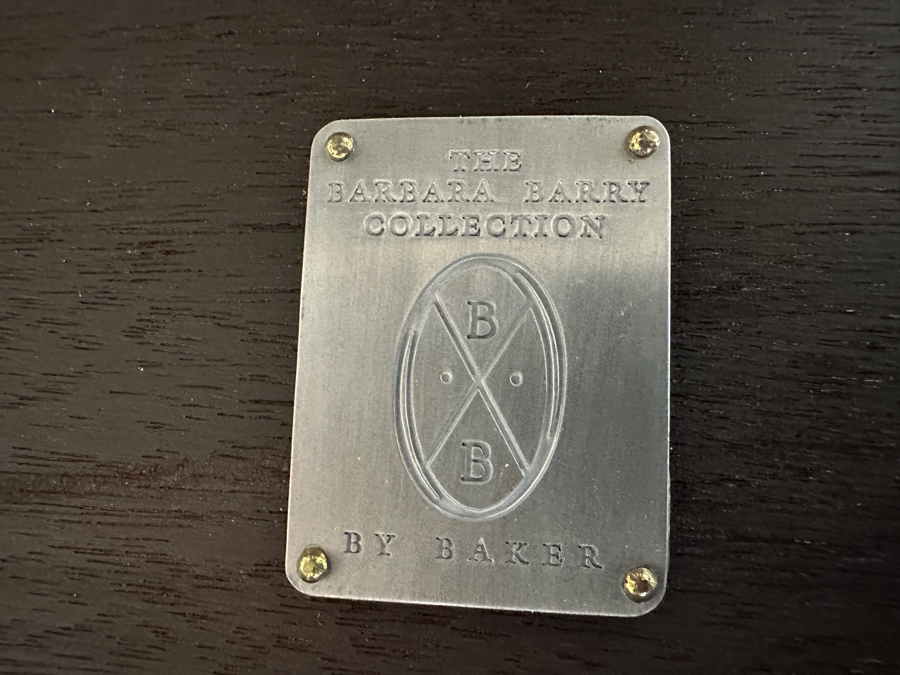 THE
BARBARA BARRY
COLLECTION
B
B
BY BAKER